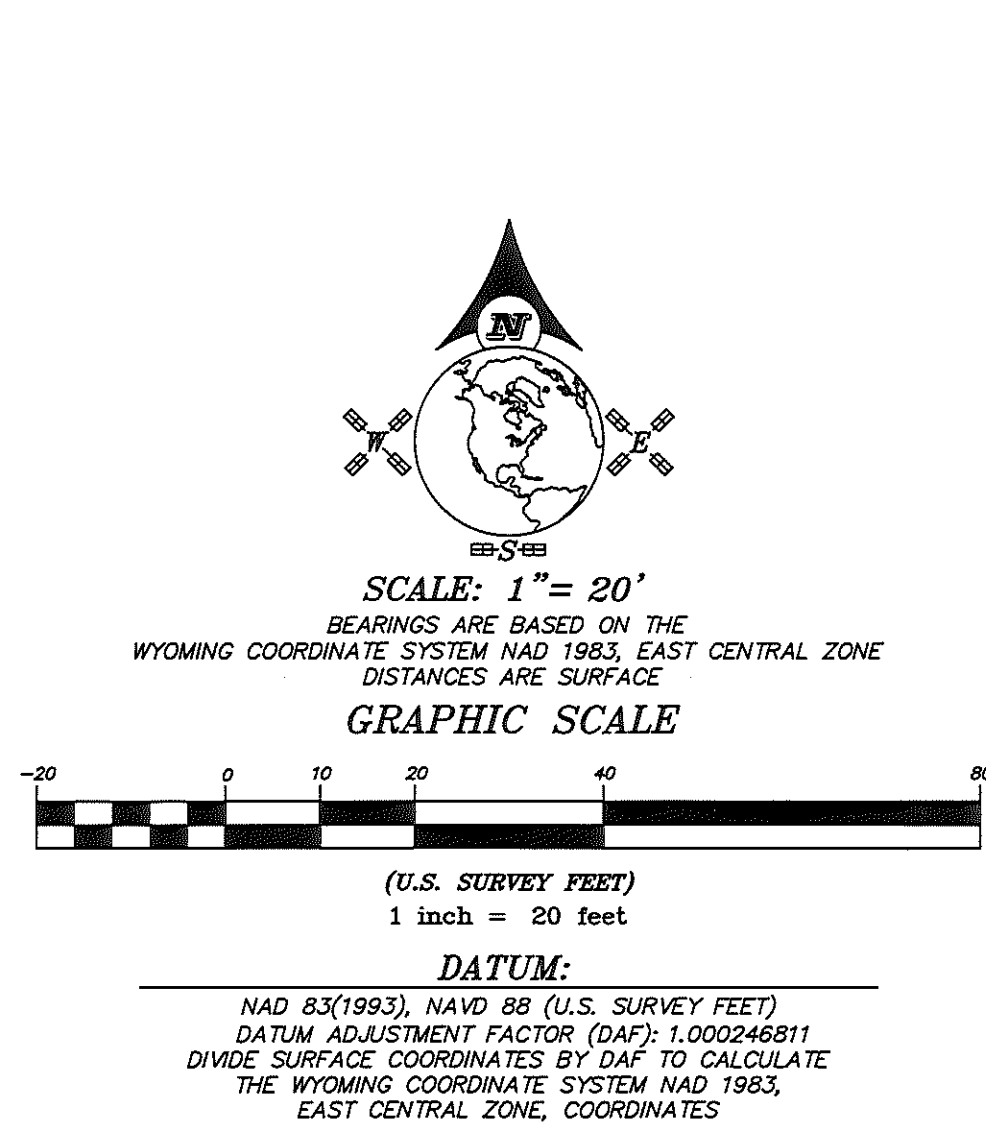 N
W E
S
SCALE: 1"= 20'
BEARINGS ARE BASED ON THE
WYOMING COORDINATE SYSTEM NAD 1983, EAST CENTRAL ZONE
DISTANCES ARE SURFACE
GRAPHIC SCALE
-20 0 10 20 40 80
(U.S. SURVEY FEET)
1 inch = 20 feet
DATUM:
NAD 83(1993), NAVD 88 (U.S. SURVEY FEET)
DATUM ADJUSTMENT FACTOR (DAF): 1.000246811
DIVIDE SURFACE COORDINATES BY DAF TO CALCULATE
THE WYOMING COORDINATE SYSTEM NAD 1983,
EAST CENTRAL ZONE, COORDINATES